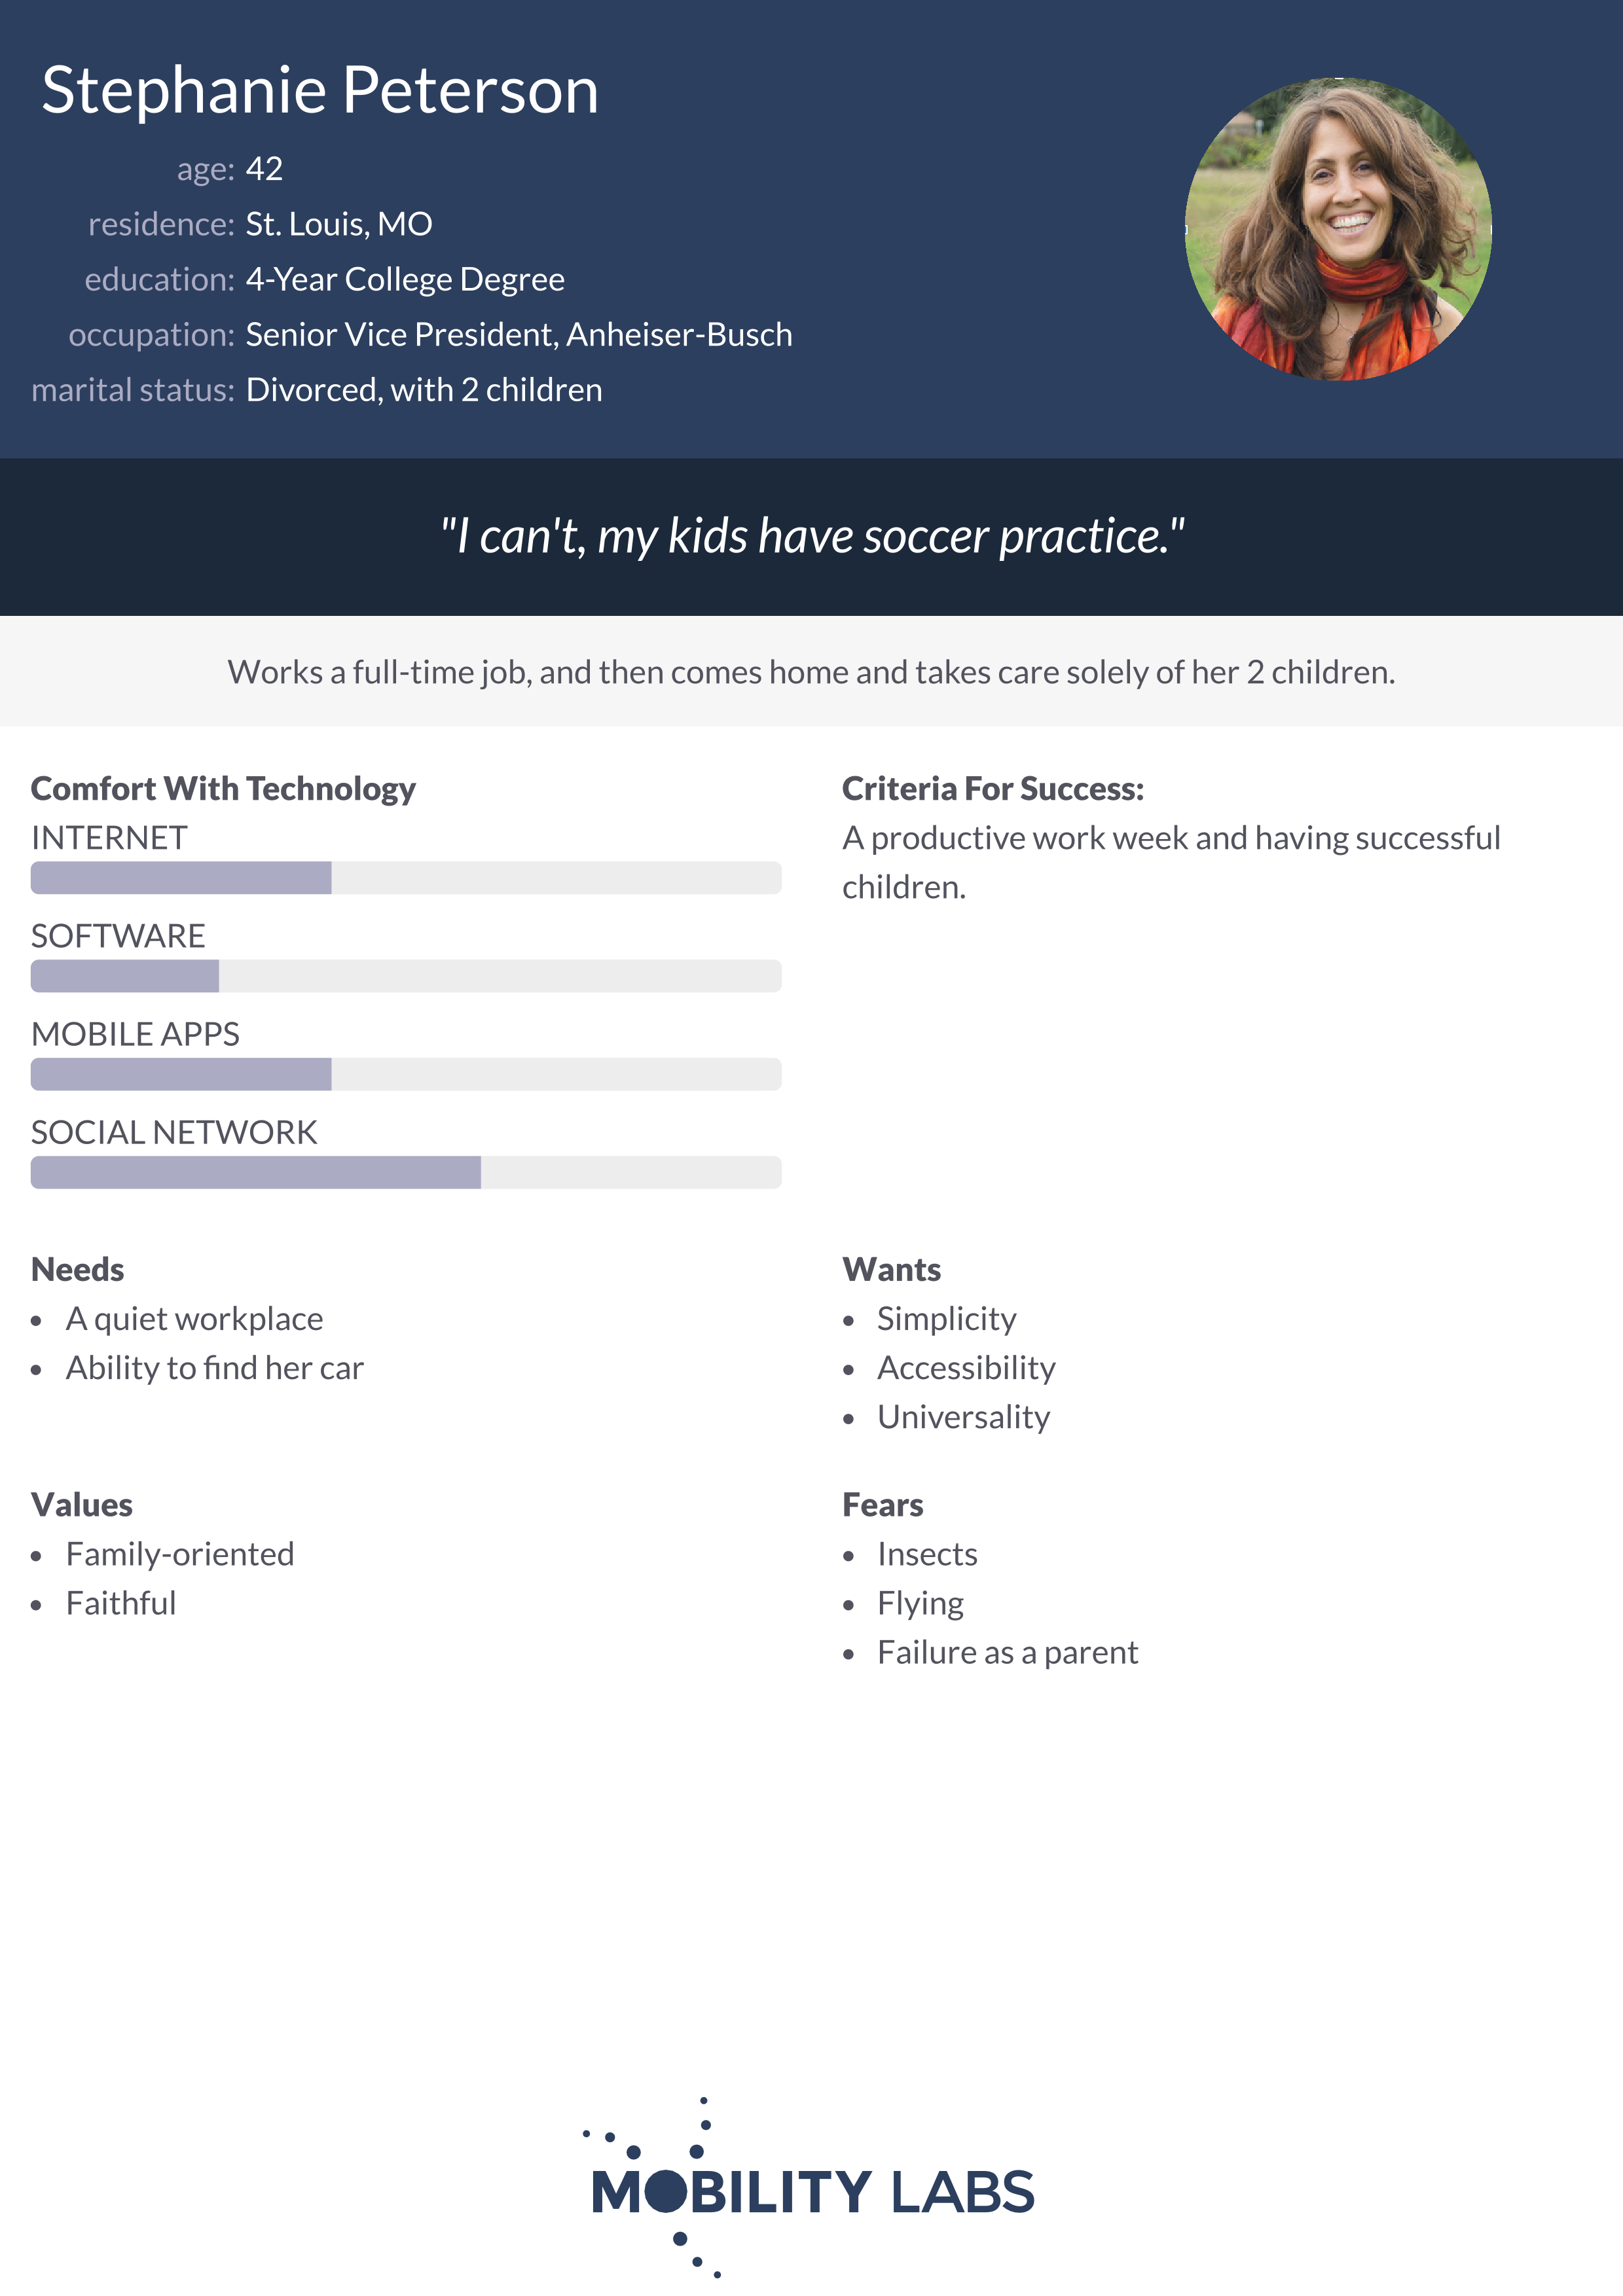 Stephanie Peterson
age: 42
residence: St. Louis, MO
education: 4-Year College Degree
occupation: Senior Vice President, Anheiser-Busch
marital status: Divorced, with 2 children
"I can't, my kids have soccer practice."
Works a full-time job, and then comes home and takes care solely of her 2 children.
Comfort With Technology
INTERNET
SOFTWARE
MOBILE APPS
SOCIAL NETWORK
Criteria For Success:
A productive work week and having successful
children.
Needs
• A quiet workplace
• Ability to find her car
Wants
• Simplicity
• Accessibility
• Universality
Values
• Family-oriented
• Faithful
Fears
• Insects
• Flying
• Failure as a parent
MOBILITY LABS